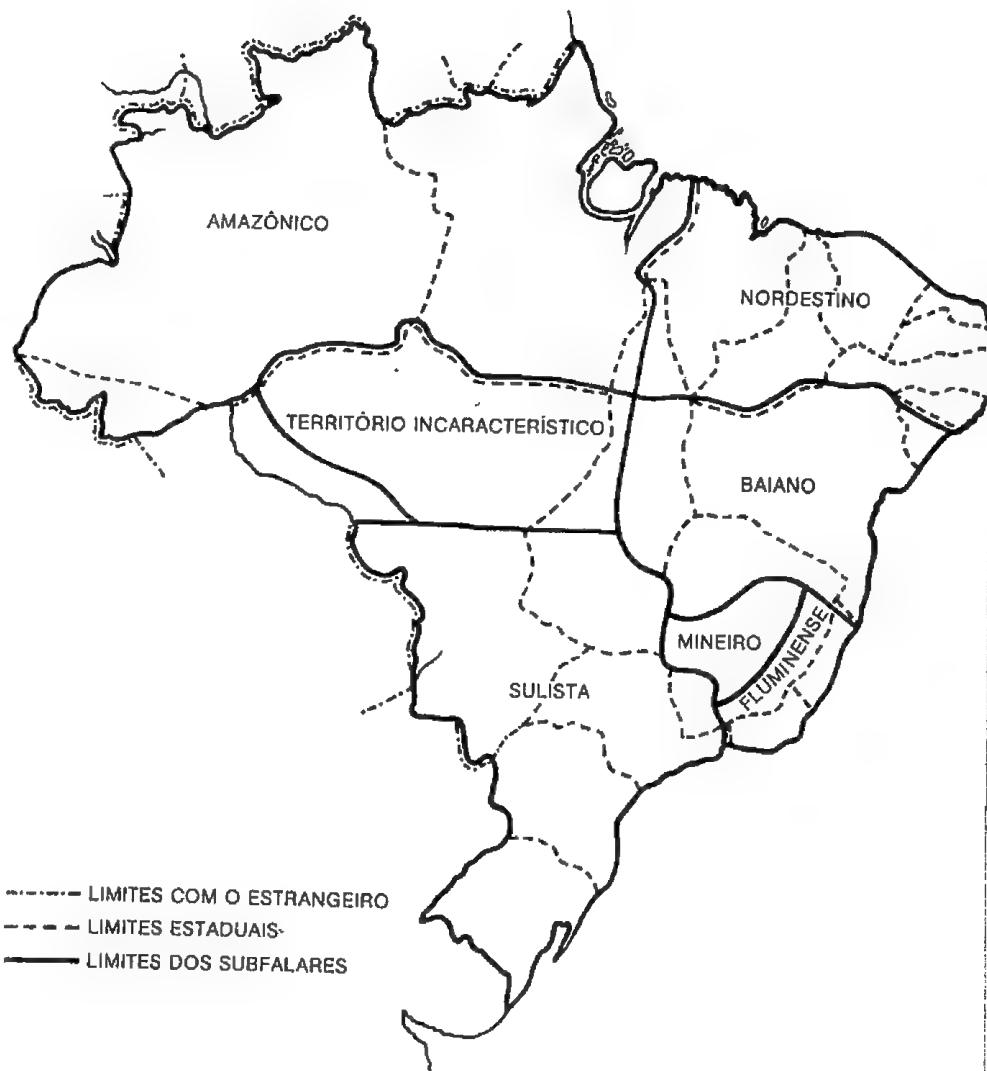 AMAZÔNICO
NORDESTINO
TERRITÓRIO INCARACTERÍSTICO
BAIANO
MINEIRO
FLUMINENSE
SULISTA
LIMITES COM O ESTRANGEIRO
LIMITES ESTADUAIS
LIMITES DOS SUBFALARES